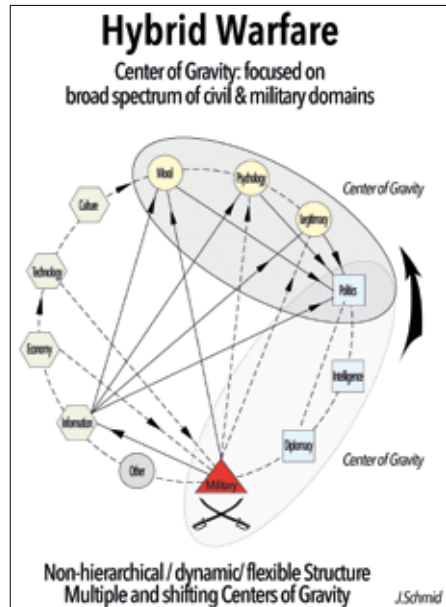 Hybrid Warfare
Center of Gravity: focused on
broad spectrum of civil & military domains
Moral
Psychology
Center of Gravity
Culture
Legitimacy
Technology
Politics
Economy
Intelligence
Information
Diplomacy
Center of Gravity
Other
Military
Non-hierarchical / dynamic/ flexible Structure
Multiple and shifting Centers of Gravity
J.Schmid